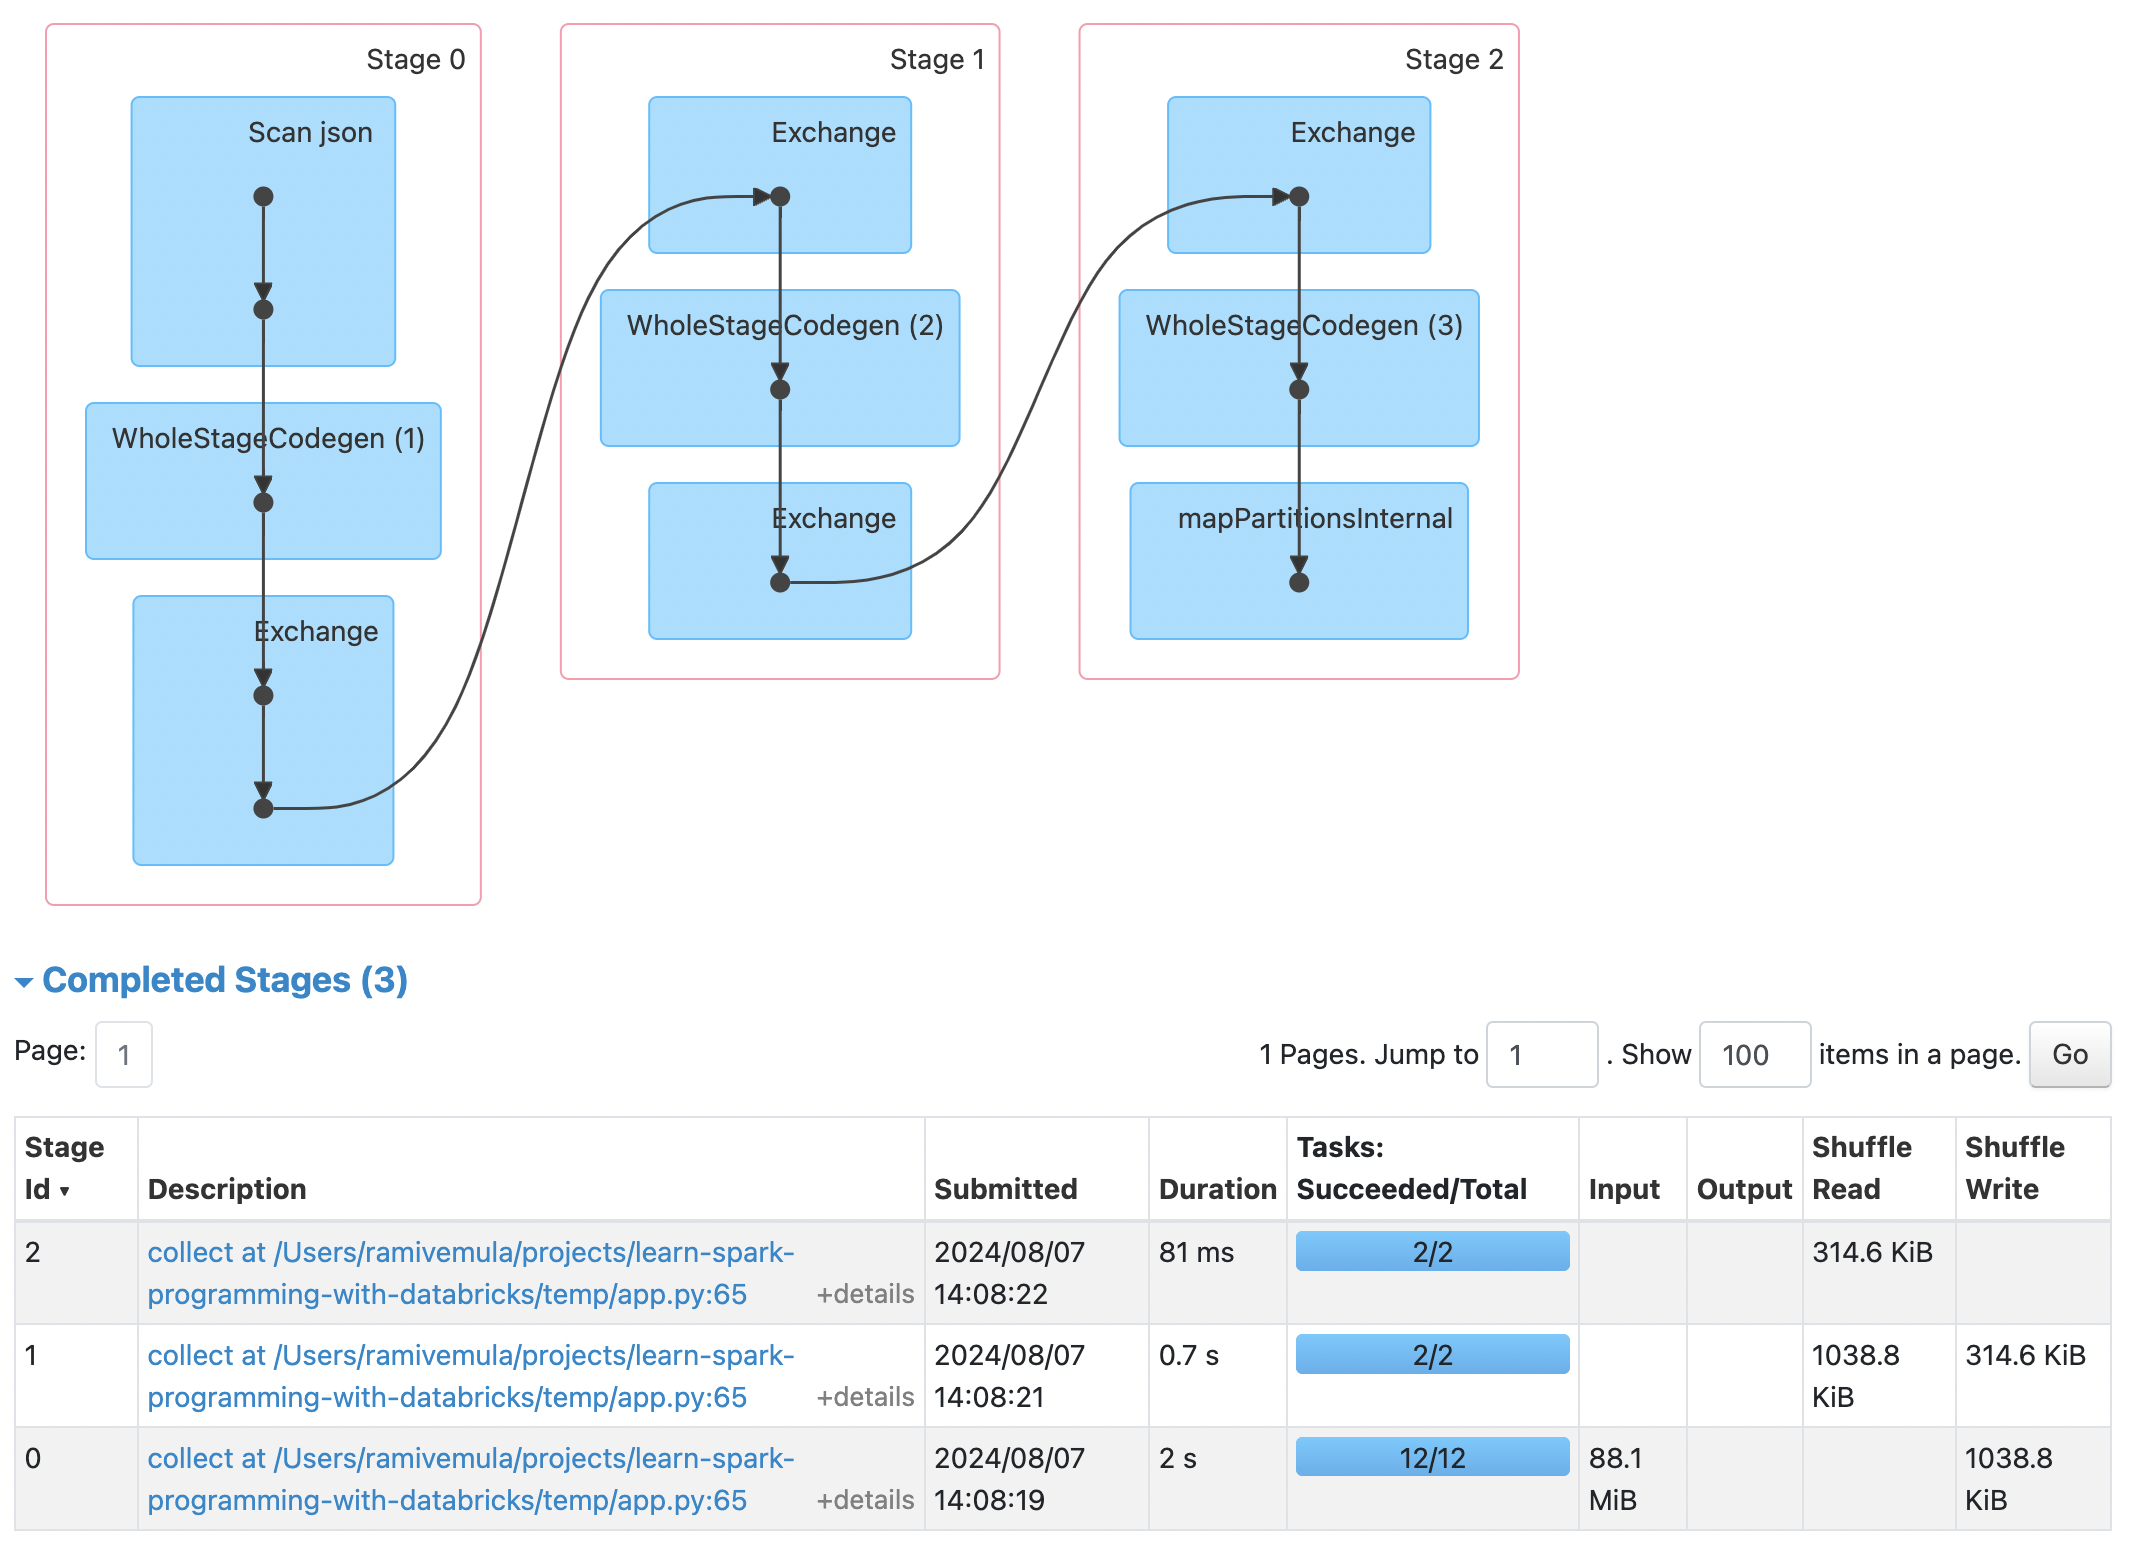 Stage 0
Scan json
WholeStageCodegen (1)
Exchange
Stage 1
Exchange
WholeStageCodegen (2)
Exchange
Stage 2
Exchange
WholeStageCodegen (3)
mapPartitionsInternal
Completed Stages (3)
Page: 1
1 Pages. Jump to 1 . Show 100 items in a page. Go
Stage Id ▾ Description Submitted Duration Tasks: Succeeded/Total Input Output Shuffle Read Shuffle Write
2 collect at /Users/ramivemula/projects/learn-spark- 2024/08/07 81 ms 2/2 314.6 KiB
programming-with-databricks/temp/app.py:65 +details 14:08:22
1 collect at /Users/ramivemula/projects/learn-spark- 2024/08/07 0.7 s 2/2 1038.8 314.6 KiB
programming-with-databricks/temp/app.py:65 +details 14:08:21 KiB
0 collect at /Users/ramivemula/projects/learn-spark- 2024/08/07 2 s 12/12 88.1 1038.8
programming-with-databricks/temp/app.py:65 +details 14:08:19 MiB KiB